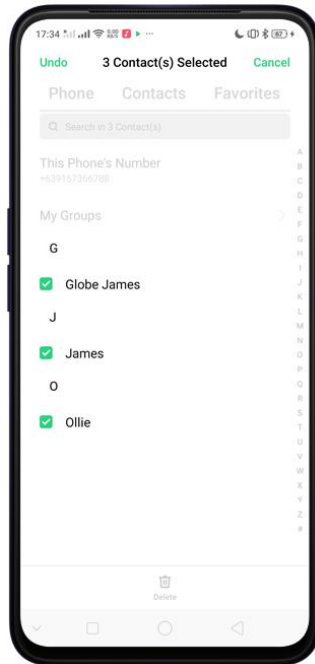 17:34
67
Undo 3 Contact(s) Selected Cancel
Phone Contacts Favorites
Search in 3 Contact(s)
This Phone's Number
+639167366788
My Groups
G
Globe James
J
James
O
Ollie
A
B
C
D
E
F
G
H
I
J
K
L
M
N
O
P
Q
R
S
T
U
V
W
X
Y
Z
#
Delete